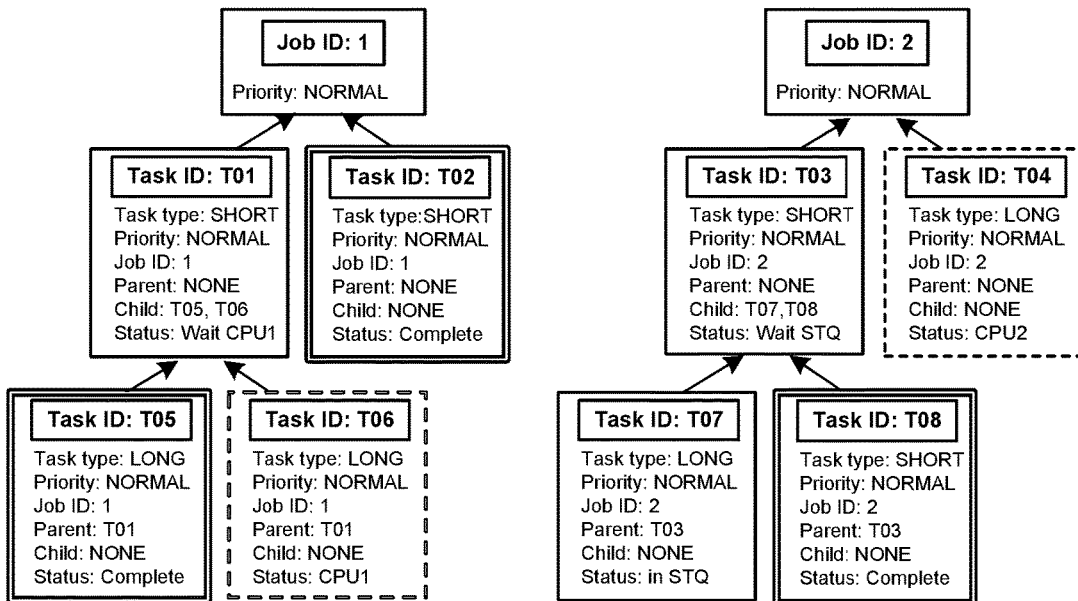 Job ID: 1
Priority: NORMAL
Job ID: 2
Priority: NORMAL
Task ID: T01
Task type: SHORT
Priority: NORMAL
Job ID: 1
Parent: NONE
Child: T05, T06
Status: Wait CPU1
Task ID: T02
Task type:SHORT
Priority: NORMAL
Job ID: 1
Parent: NONE
Child: NONE
Status: Complete
Task ID: T03
Task type: SHORT
Priority: NORMAL
Job ID: 2
Parent: NONE
Child: T07,T08
Status: Wait STQ
Task ID: T04
Task type: LONG
Priority: NORMAL
Job ID: 2
Parent: NONE
Child: NONE
Status: CPU2
Task ID: T05
Task type: LONG
Priority: NORMAL
Job ID: 1
Parent: T01
Child: NONE
Status: Complete
Task ID: T06
Task type: LONG
Priority: NORMAL
Job ID: 1
Parent: T01
Child: NONE
Status: CPU1
Task ID: T07
Task type: LONG
Priority: NORMAL
Job ID: 2
Parent: T03
Child: NONE
Status: in STQ
Task ID: T08
Task type: SHORT
Priority: NORMAL
Job ID: 2
Parent: T03
Child: NONE
Status: Complete